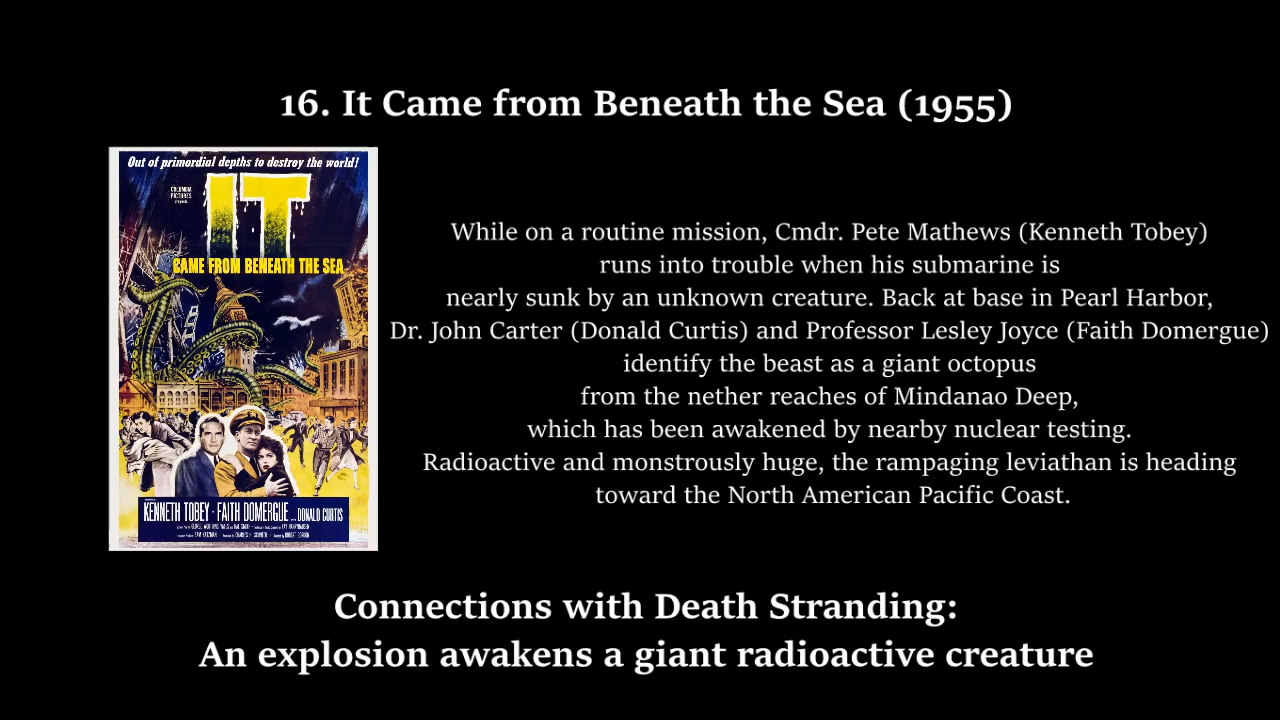 16. It Came from Beneath the Sea (1955)
Out of primordial depths to destroy the world!
COLUMBIA
PICTURES
presents
IT
CAME FROM BENEATH THE SEA
KENNETH TOBEY · FAITH DOMERGUE ... DONALD CURTIS
While on a routine mission, Cmdr. Pete Mathews (Kenneth Tobey)
runs into trouble when his submarine is
nearly sunk by an unknown creature. Back at base in Pearl Harbor,
Dr. John Carter (Donald Curtis) and Professor Lesley Joyce (Faith Domergue)
identify the beast as a giant octopus
from the nether reaches of Mindanao Deep,
which has been awakened by nearby nuclear testing.
Radioactive and monstrously huge, the rampaging leviathan is heading
toward the North American Pacific Coast.
Connections with Death Stranding:
An explosion awakens a giant radioactive creature